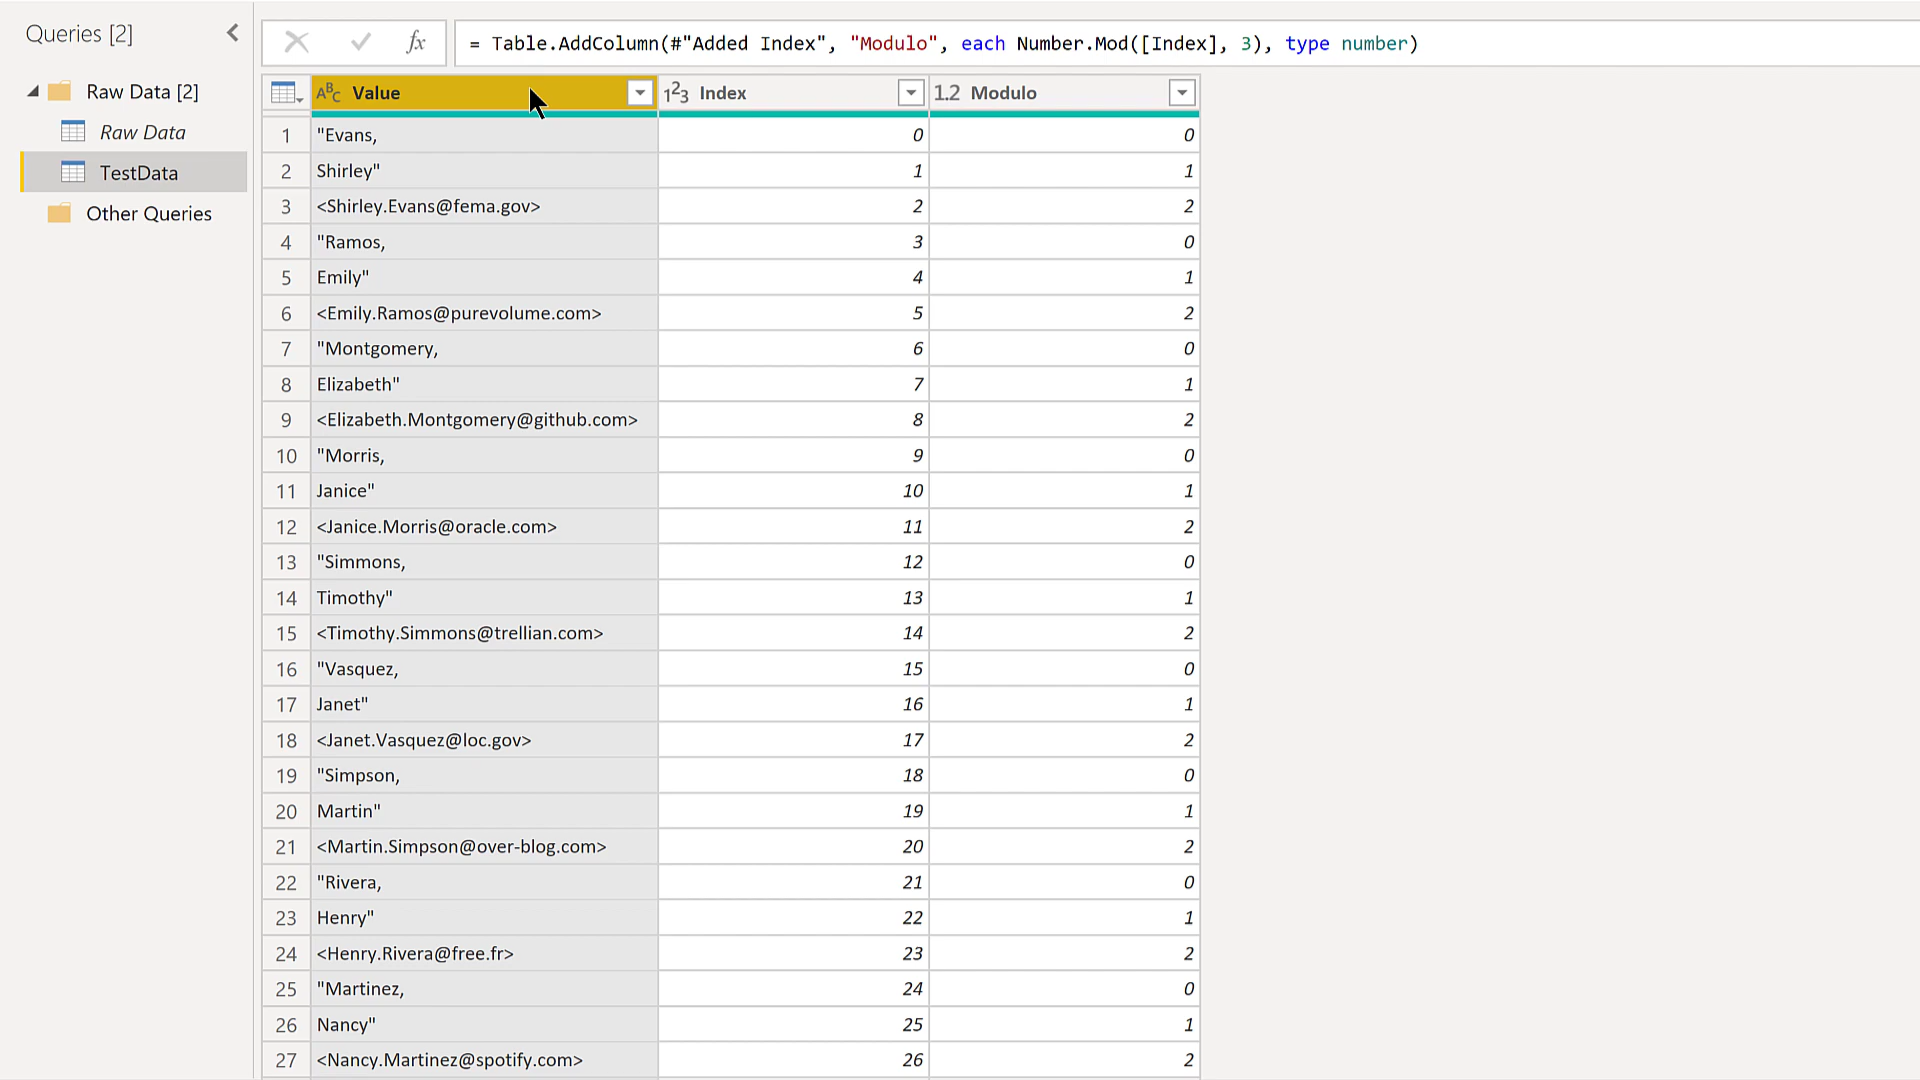 Queries [2]
= Table.AddColumn(#"Added Index", "Modulo", each Number.Mod([Index], 3), type number)
Raw Data [2]
Raw Data
TestData
Other Queries
Value Index Modulo
1 "Evans, 0 0
2 Shirley" 1 1
3 <Shirley.Evans@fema.gov> 2 2
4 "Ramos, 3 0
5 Emily" 4 1
6 <Emily.Ramos@purevolume.com> 5 2
7 "Montgomery, 6 0
8 Elizabeth" 7 1
9 <Elizabeth.Montgomery@github.com> 8 2
10 "Morris, 9 0
11 Janice" 10 1
12 <Janice.Morris@oracle.com> 11 2
13 "Simmons, 12 0
14 Timothy" 13 1
15 <Timothy.Simmons@trellian.com> 14 2
16 "Vasquez, 15 0
17 Janet" 16 1
18 <Janet.Vasquez@loc.gov> 17 2
19 "Simpson, 18 0
20 Martin" 19 1
21 <Martin.Simpson@over-blog.com> 20 2
22 "Rivera, 21 0
23 Henry" 22 1
24 <Henry.Rivera@free.fr> 23 2
25 "Martinez, 24 0
26 Nancy" 25 1
27 <Nancy.Martinez@spotify.com> 26 2